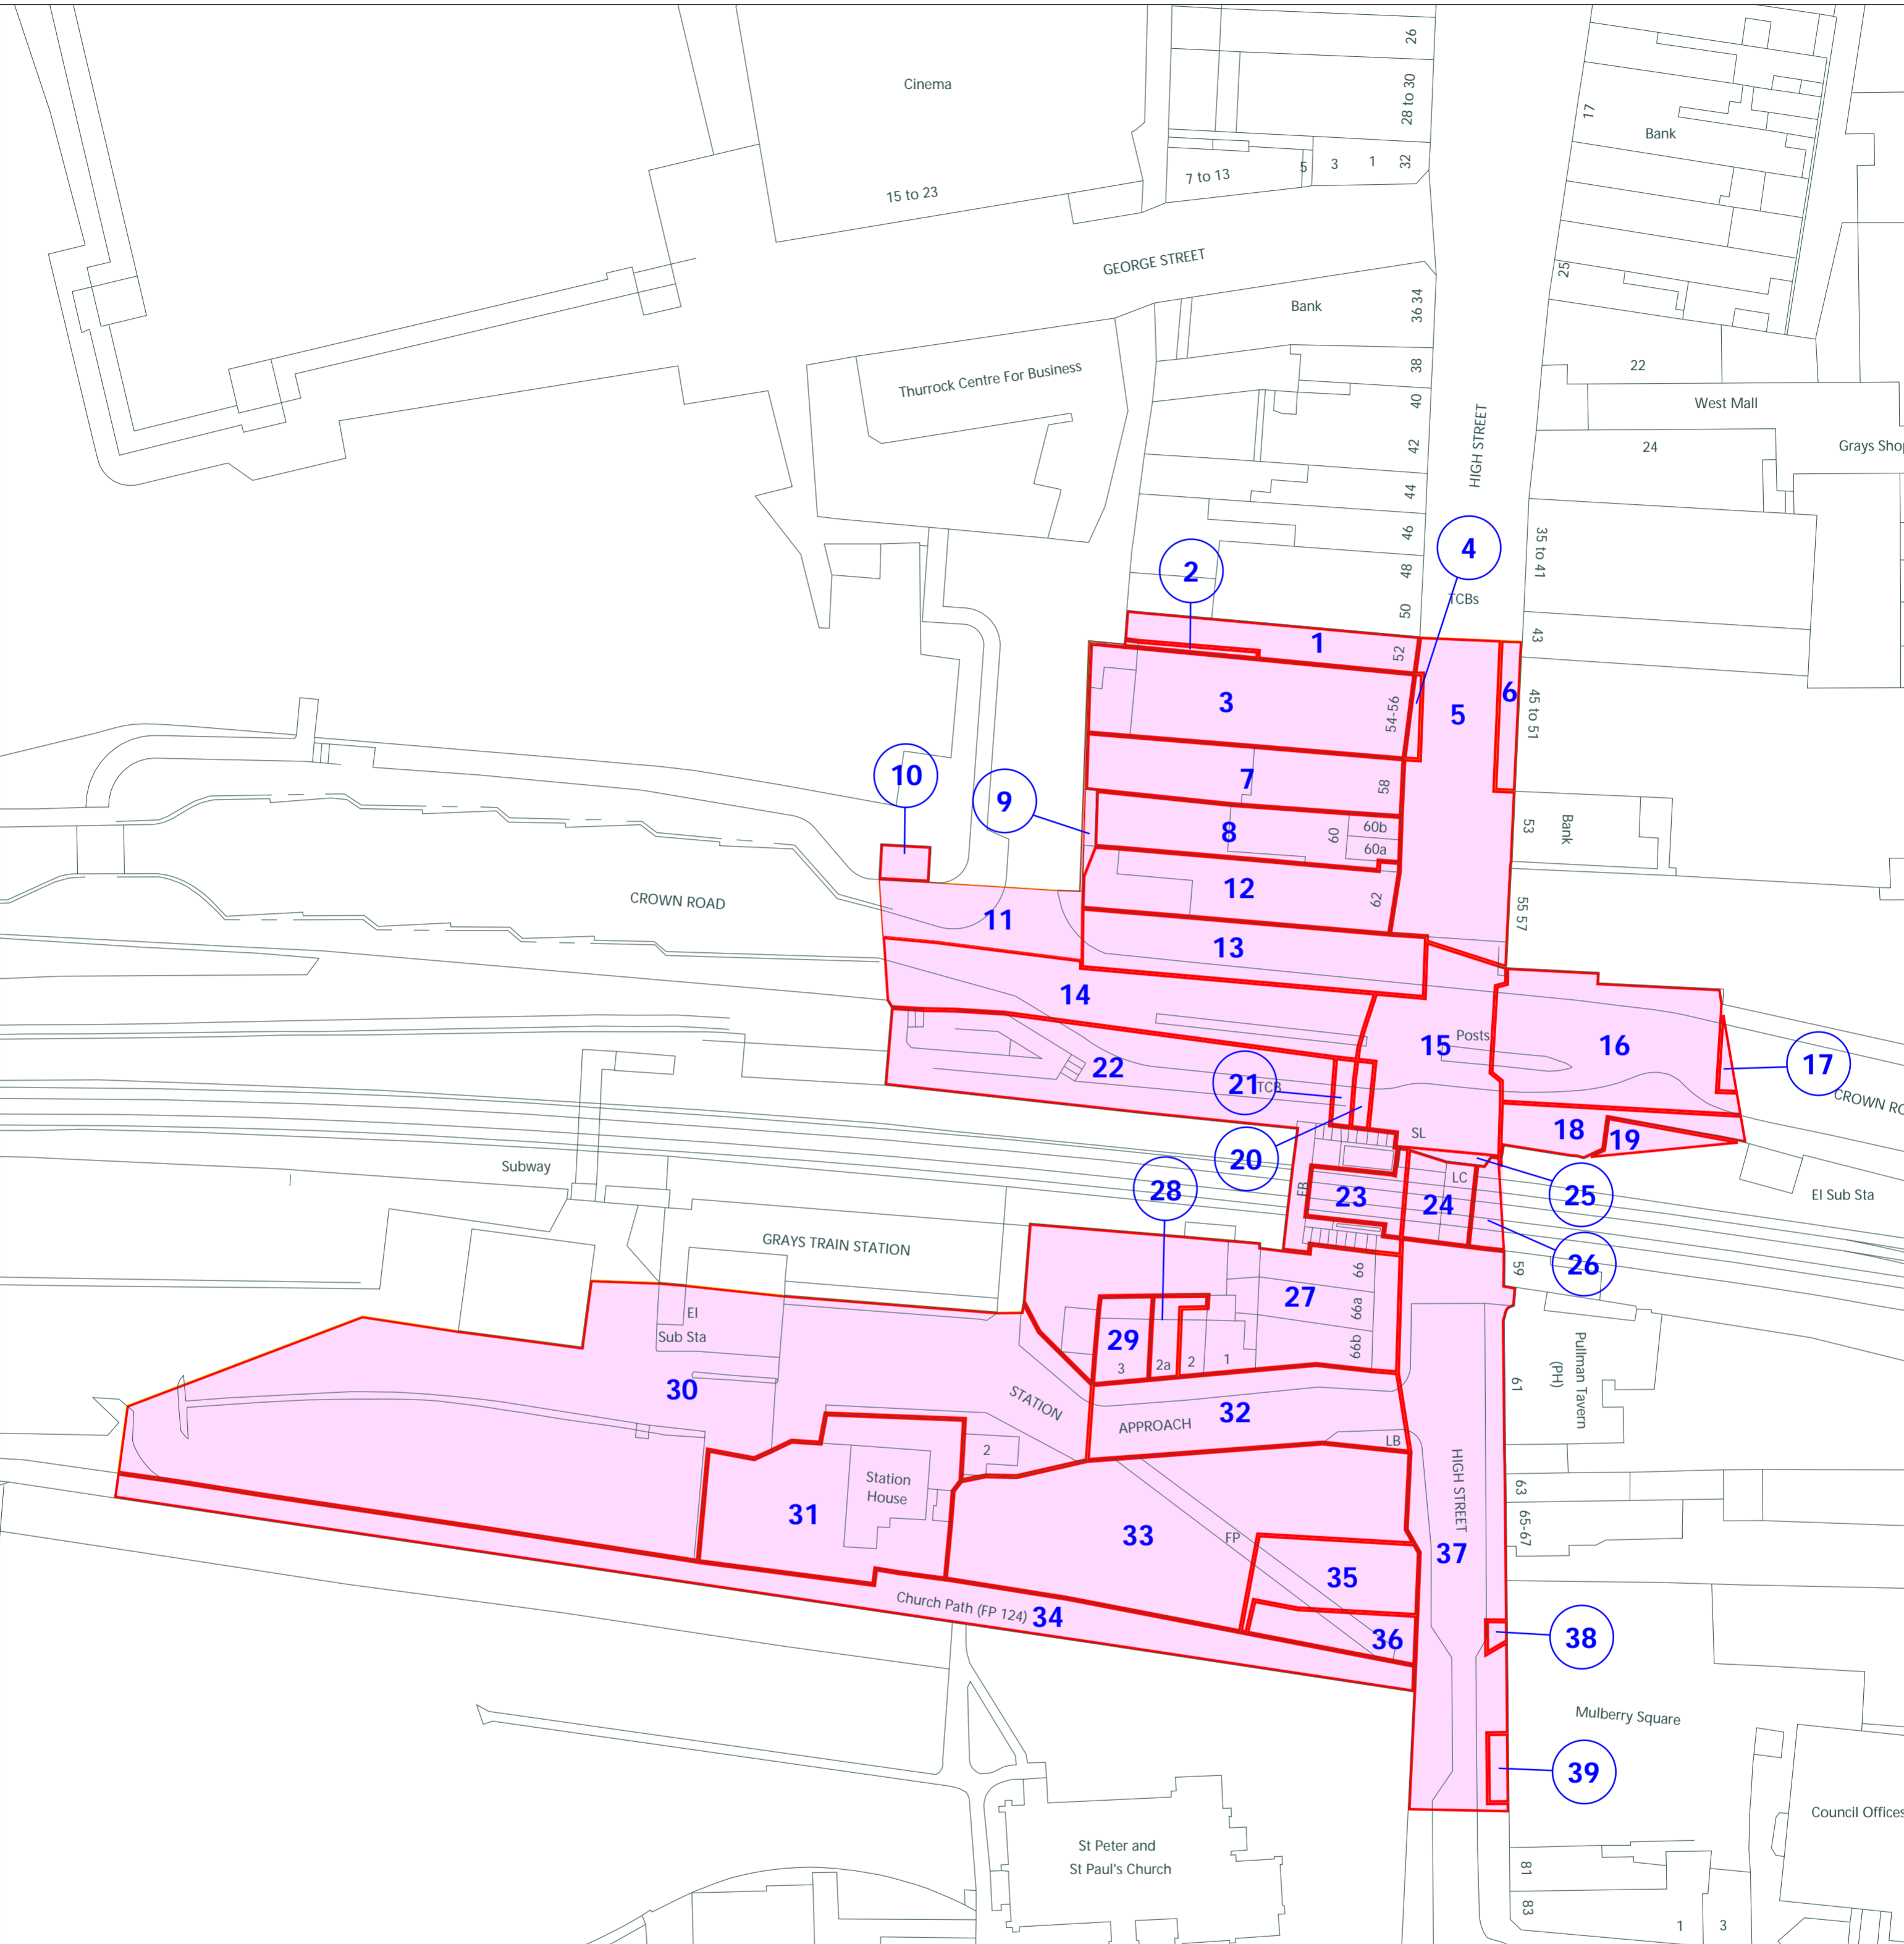 26
Cinema
28 to 30
17
Bank
7 to 13
5
3
1
32
15 to 23
GEORGE STREET
25
Bank
36 34
38
22
Thurrock Centre For Business
40
West Mall
42
HIGH STREET
24
Grays Sho
44
46
35 to 41
4
2
48
50
TCBs
43
1
52
3
54-56
5
6
45 to 51
10
7
58
9
8
60
60b
60a
53
Bank
12
62
CROWN ROAD
11
13
55 57
14
15
Posts
16
17
22
21
TCB
CROWN RO
20
SL
18
19
Subway
28
FB
23
LC
24
25
El Sub Sta
GRAYS TRAIN STATION
26
66
59
27
El
Sub Sta
29
66a
3
2a
2
1
66b
Pullman Tavern
(PH)
61
30
STATION
APPROACH
32
LB
2
Station
House
31
HIGH STREET
63
33
FP
65-67
37
35
Church Path (FP 124)
34
36
38
Mulberry Square
39
Council Offices
St Peter and
St Paul's Church
81
83
1
3